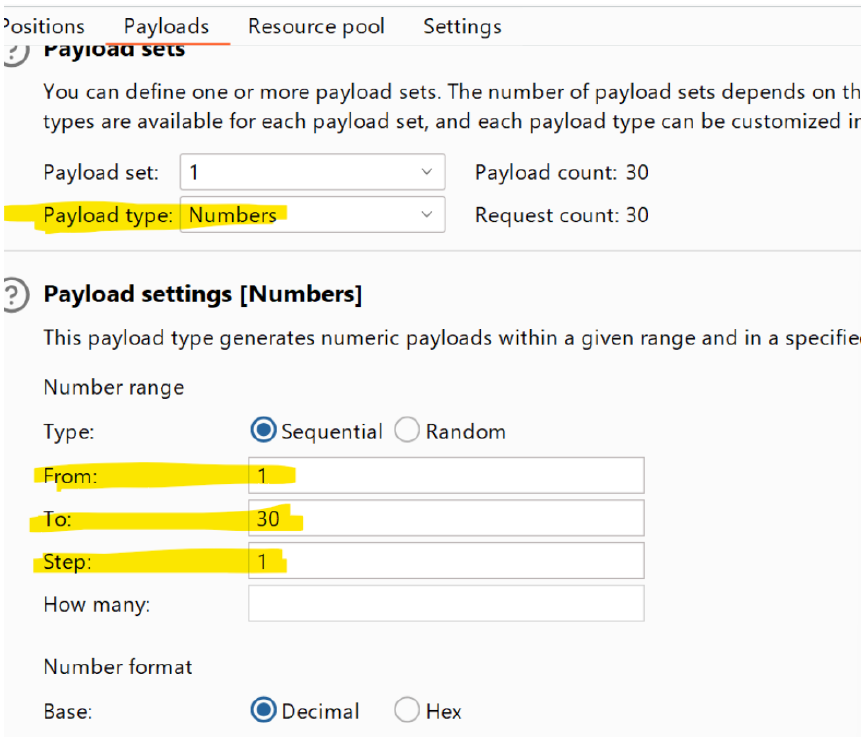 Positions Payloads Resource pool Settings
? Payload sets
You can define one or more payload sets. The number of payload sets depends on th
types are available for each payload set, and each payload type can be customized in
Payload set: 1 Payload count: 30
Payload type: Numbers Request count: 30
? Payload settings [Numbers]
This payload type generates numeric payloads within a given range and in a specified
Number range
Type: Sequential Random
From: 1
To: 30
Step: 1
How many:
Number format
Base: Decimal Hex